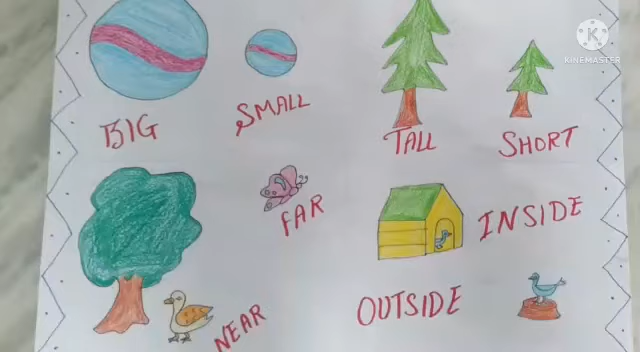 KINEMASTER
BIG
SMALL
TALL
SHORT
FAR
INSIDE
NEAR
OUTSIDE